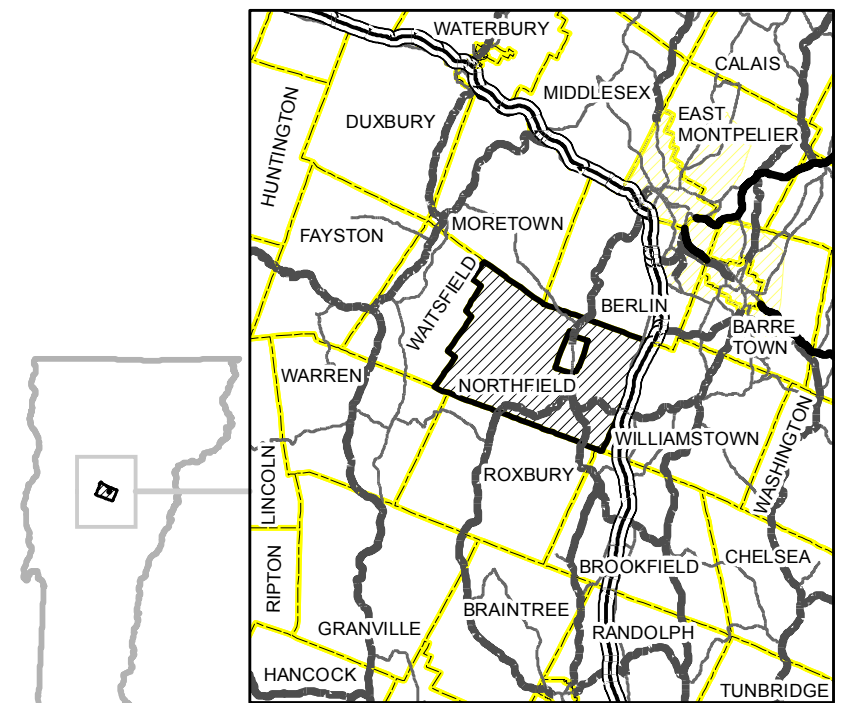 WATERBURY
CALAIS
MIDDLESEX
EAST
MONTPELIER
DUXBURY
HUNTINGTON
MORETOWN
FAYSTON
WAITSFIELD
BERLIN
BARRE
TOWN
WARREN
NORTHFIELD
WILLIAMSTOWN
WASHINGTON
ROXBURY
LINCOLN
CHELSEA
BROOKFIELD
RIPTON
BRAINTREE
GRANVILLE
RANDOLPH
HANCOCK
TUNBRIDGE